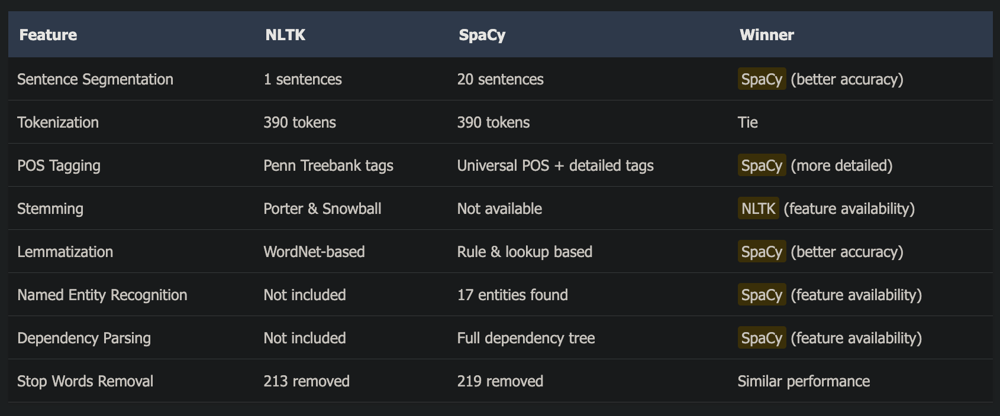 Feature NLTK SpaCy Winner
Sentence Segmentation 1 sentences 20 sentences SpaCy (better accuracy)
Tokenization 390 tokens 390 tokens Tie
POS Tagging Penn Treebank tags Universal POS + detailed tags SpaCy (more detailed)
Stemming Porter & Snowball Not available NLTK (feature availability)
Lemmatization WordNet-based Rule & lookup based SpaCy (better accuracy)
Named Entity Recognition Not included 17 entities found SpaCy (feature availability)
Dependency Parsing Not included Full dependency tree SpaCy (feature availability)
Stop Words Removal 213 removed 219 removed Similar performance